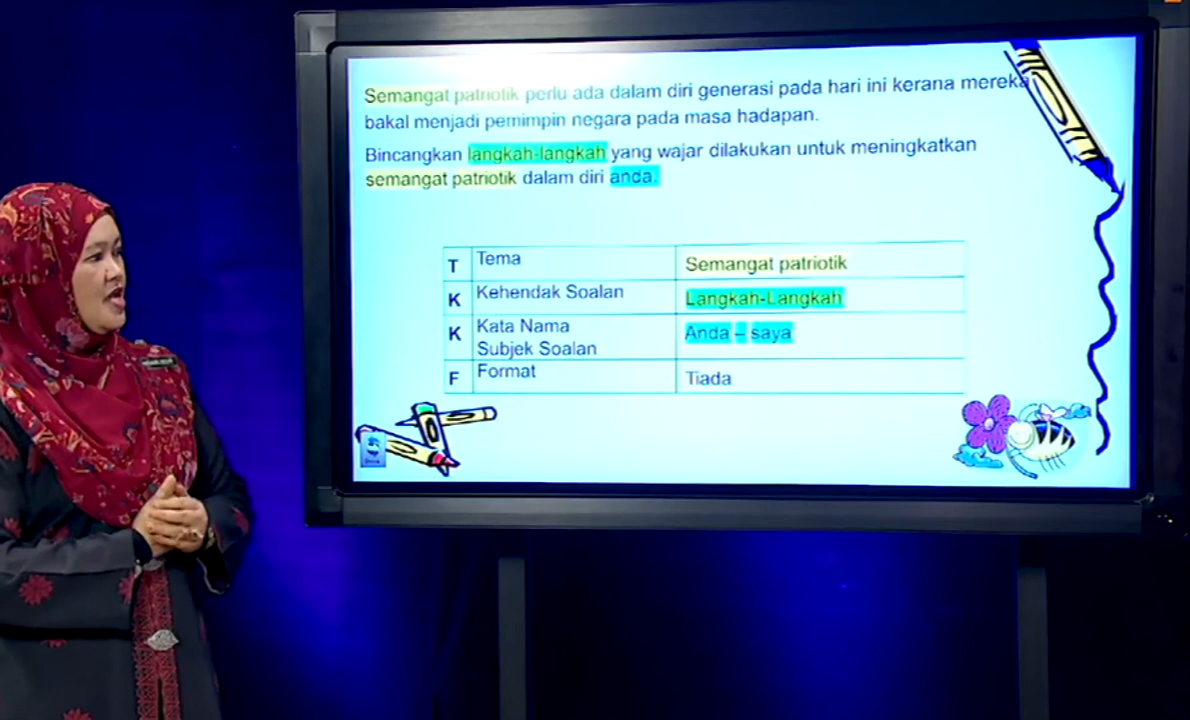 Semangat patriotik perlu ada dalam diri generasi pada hari ini kerana mereka
bakal menjadi pemimpin negara pada masa hadapan.
Bincangkan langkah-langkah yang wajar dilakukan untuk meningkatkan
semangat patriotik dalam diri anda.
T Tema Semangat patriotik
K Kehendak Soalan Langkah-Langkah
K Kata Nama Anda – saya
Subjek Soalan
F Format Tiada